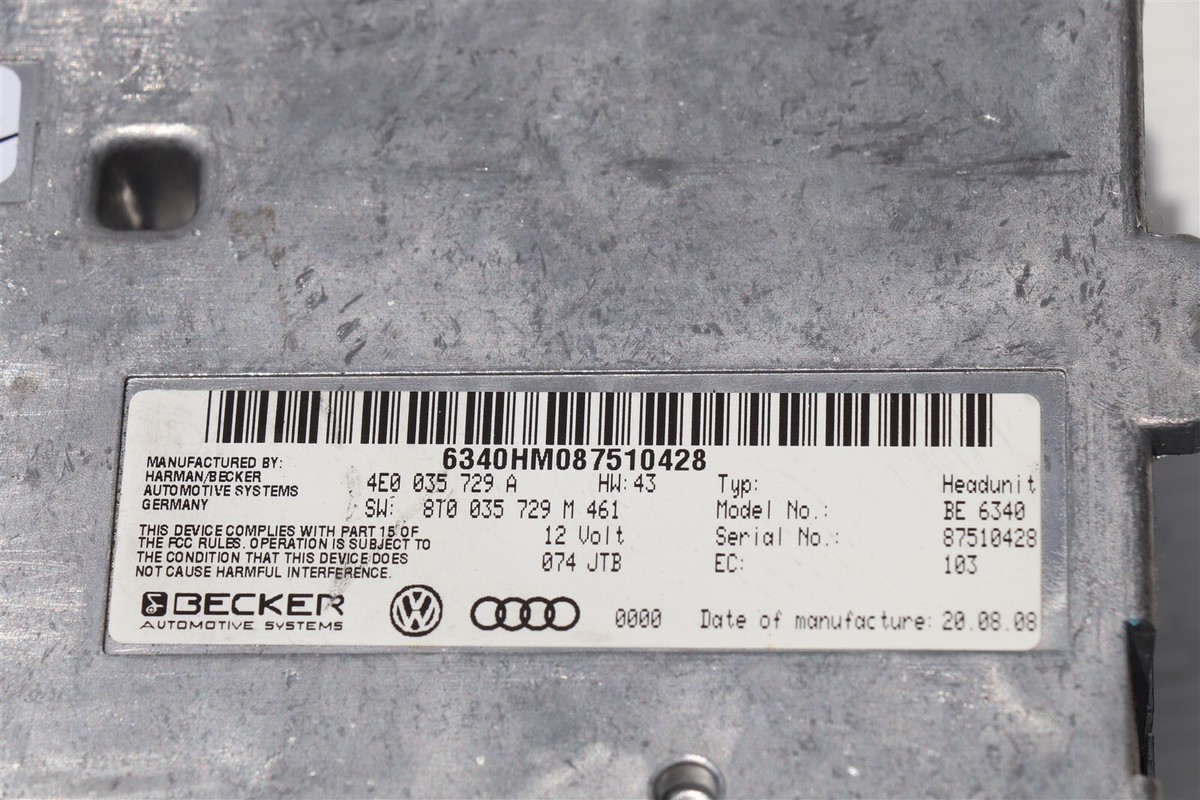 6340HM087510428
MANUFACTURED BY:
HARMAN/BECKER
AUTOMOTIVE SYSTEMS
GERMANY
THIS DEVICE COMPLIES WITH PART 15 OF
THE FCC RULES. OPERATION IS SUBJECT TO
THE CONDITION THAT THIS DEVICE DOES
NOT CAUSE HARMFUL INTERFERENCE.
4E0 035 729 A HW:43
SW: 8T0 035 729 M 461
12 Volt
074 JTB
Typ: Headunit
Model No.: BE 6340
Serial No.: 87510428
EC: 103
BECKER
AUTOMOTIVE SYSTEMS
VW
0000
Date of manufacture: 20.08.08